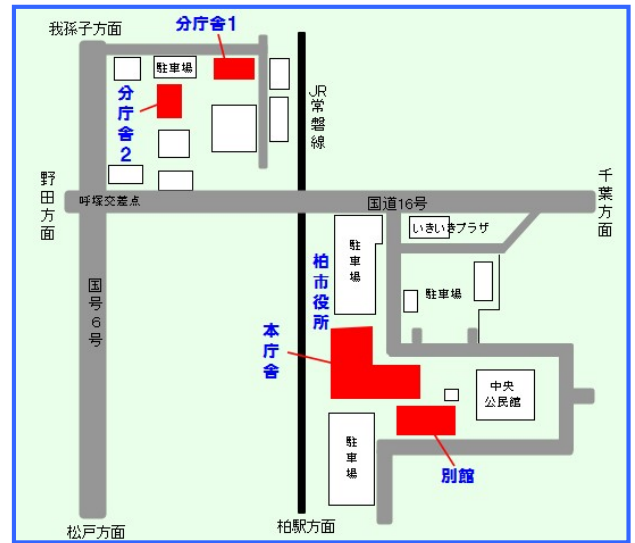 我孫子方面
分庁舎1
駐車場
分庁舎2
JR常磐線
野田方面
千葉方面
呼塚交差点
国道16号
いきいきプラザ
駐車場
柏市役所
駐車場
国号6号
本庁舎
中央
公民館
駐車場
別館
松戸方面
柏駅方面